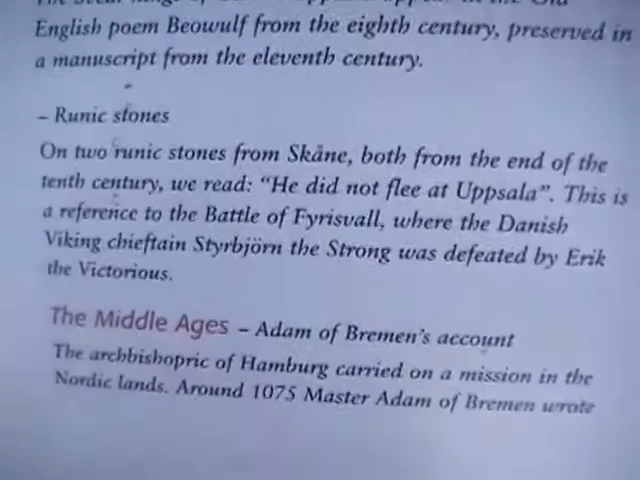 English poem Beowulf from the eighth century, preserved in
a manuscript from the eleventh century.
– Runic stones
On two runic stones from Skåne, both from the end of the
tenth century, we read: “He did not flee at Uppsala”. This is
a reference to the Battle of Fyrisvall, where the Danish
Viking chieftain Styrbjörn the Strong was defeated by Erik
the Victorious.
The Middle Ages – Adam of Bremen’s account
The archbishopric of Hamburg carried on a mission in the
Nordic lands. Around 1075 Master Adam of Bremen wrote